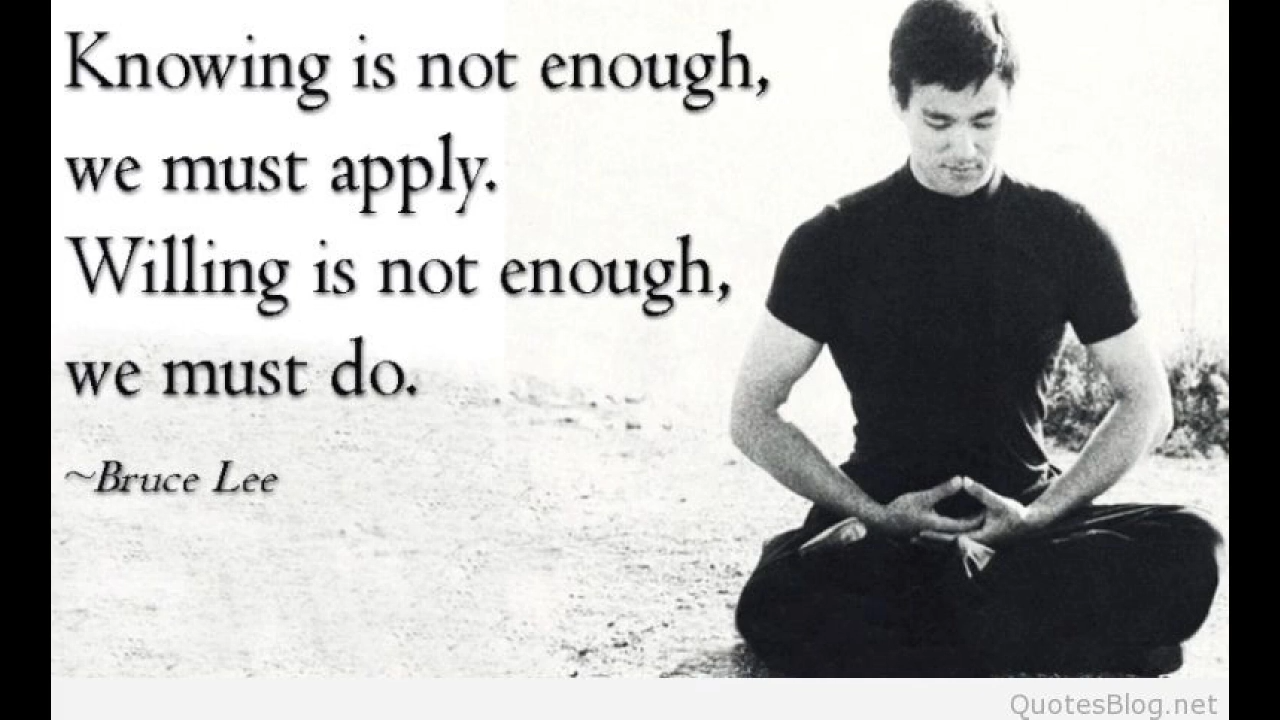 Knowing is not enough,
we must apply.
Willing is not enough,
we must do.
~Bruce Lee
QuotesBlog.net